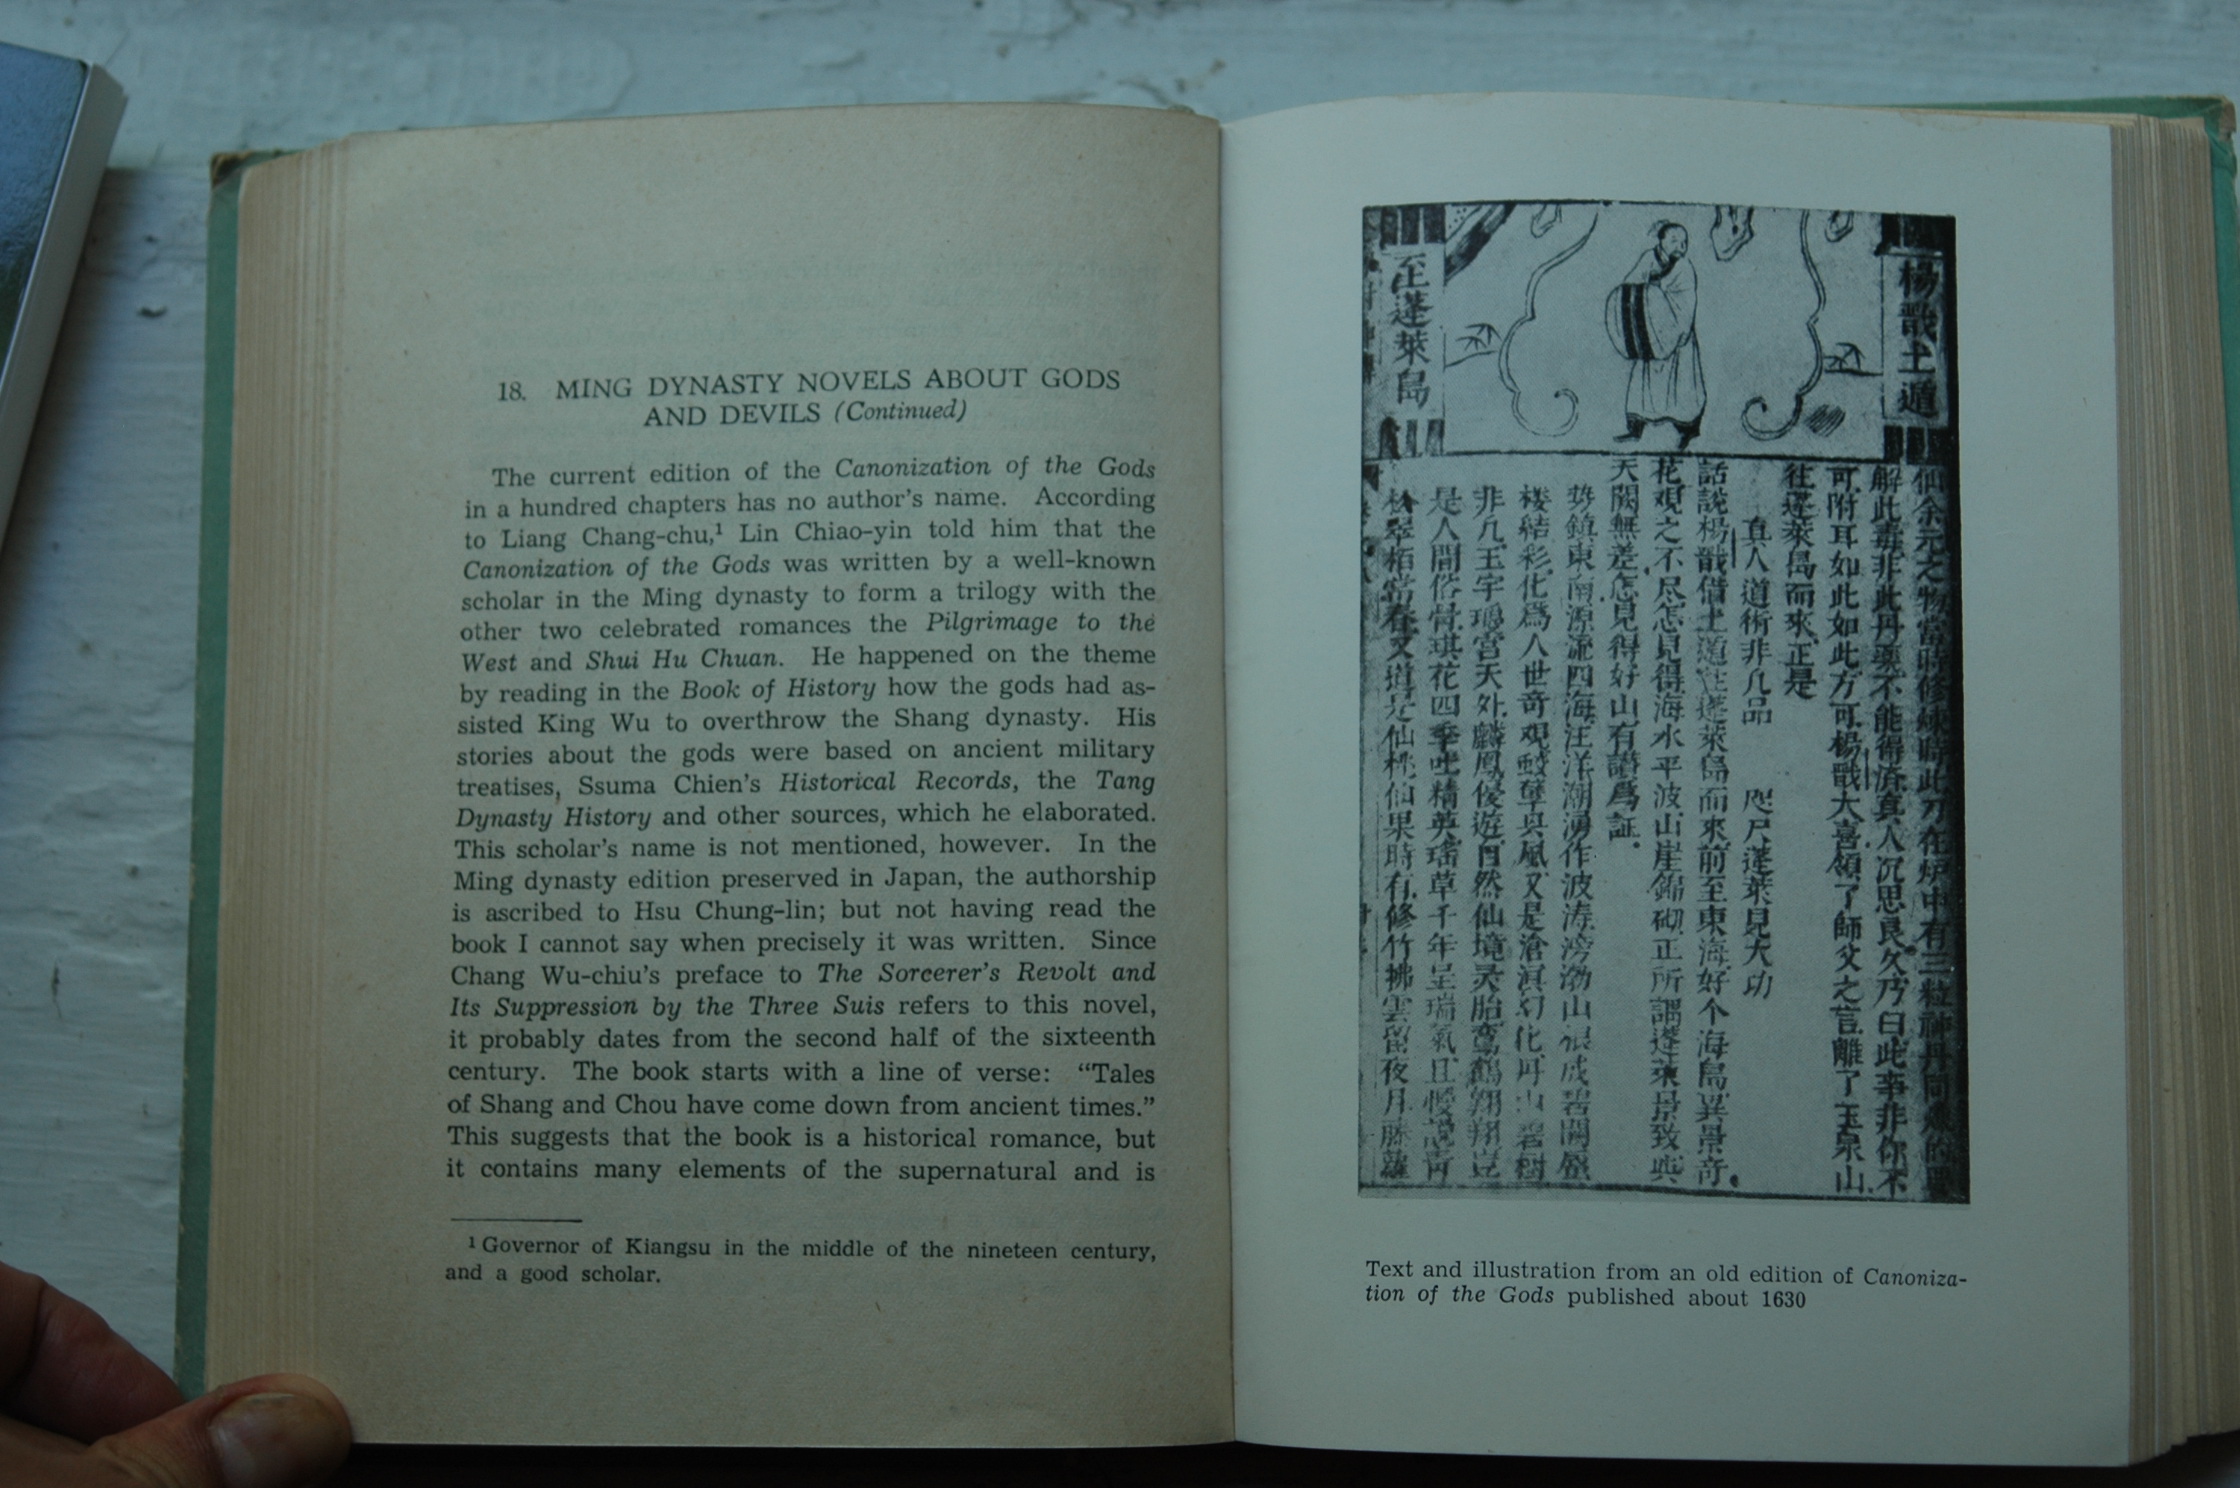 18. MING DYNASTY NOVELS ABOUT GODS
AND DEVILS (Continued)
The current edition of the Canonization of the Gods
in a hundred chapters has no author's name. According
to Liang Chang-chu,¹ Lin Chiao-yin told him that the
Canonization of the Gods was written by a well-known
scholar in the Ming dynasty to form a trilogy with the
other two celebrated romances the Pilgrimage to the
West and Shui Hu Chuan. He happened on the theme
by reading in the Book of History how the gods had as-
sisted King Wu to overthrow the Shang dynasty. His
stories about the gods were based on ancient military
treatises, Ssuma Chien's Historical Records, the Tang
Dynasty History and other sources, which he elaborated.
This scholar's name is not mentioned, however. In the
Ming dynasty edition preserved in Japan, the authorship
is ascribed to Hsu Chung-lin; but not having read the
book I cannot say when precisely it was written. Since
Chang Wu-chiu's preface to The Sorcerer's Revolt and
Its Suppression by the Three Suis refers to this novel,
it probably dates from the second half of the sixteenth
century. The book starts with a line of verse: "Tales
of Shang and Chou have come down from ancient times."
This suggests that the book is a historical romance, but
it contains many elements of the supernatural and is
¹ Governor of Kiangsu in the middle of the nineteen century,
and a good scholar.
楊戩土遁
至蓬萊島
仙余元之物當時修煉時此刀在炉中有三粒神丹同煉的
解此毒非此丹藥不能得濟真人沉思良久乃曰此事非你不
可附耳如此如此方可楊戩大喜領了師父之言離了玉泉山
往蓬萊島而來正是
真人道術非凡品 咫尺蓬萊見大功
話說楊戩借土遁往蓬萊島而來前至東海好个海島異景奇
花观之不尽怎見得海水平波山崖錦砌正所謂蓬萊景致與
天闕無差怎見得好山有讚爲証
势鎮東南源流四海汪洋潮湧作波涛滂渤山根成碧闕蜃
楼結彩化爲人世奇观蛟孽兴風又是滄溟幻化丹山碧樹
非凡玉宇瑤宮天外麟鳳優遊自然仙境灵胎鸞鶴翔翔豈
是人間俗骨琪花四季吐精英瑤草千年呈瑞氣且慢說青
松翠栢常春又道是仙桃仙果時有修竹拂雲留夜月藤蘿
Text and illustration from an old edition of Canoniza-
tion of the Gods published about 1630